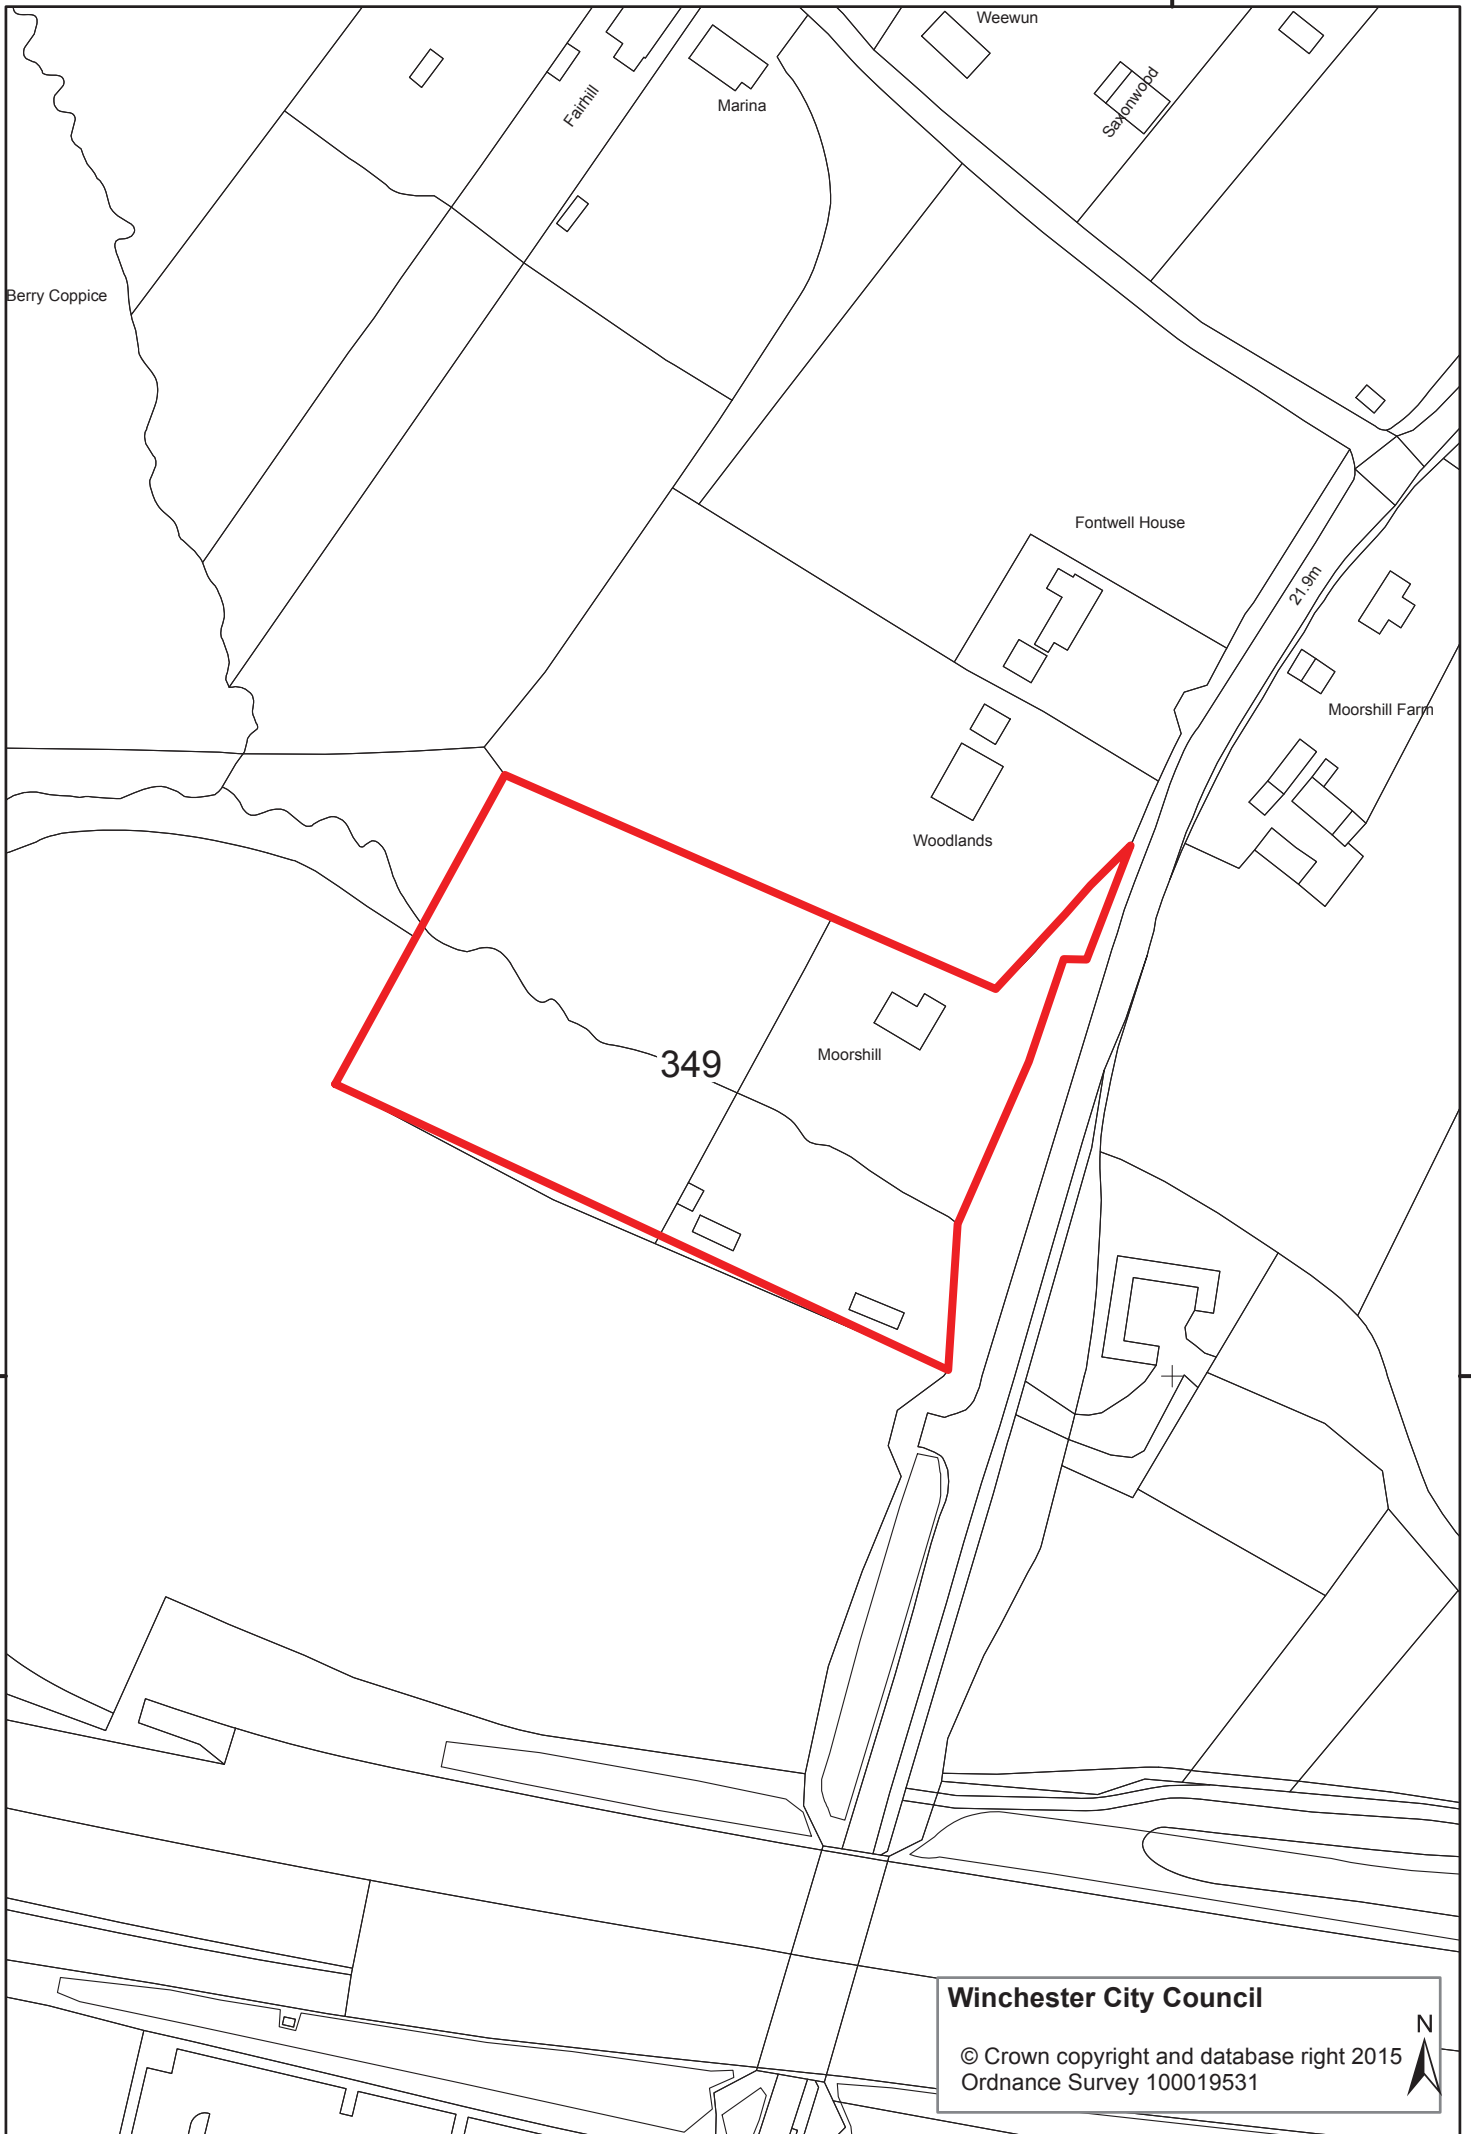 Weewun
Saxonwood
Fairhill
Marina
Berry Coppice
Fontwell House
21.9m
Moorshill Farm
Woodlands
Moorshill
349
Winchester City Council
N
© Crown copyright and database right 2015
Ordnance Survey 100019531